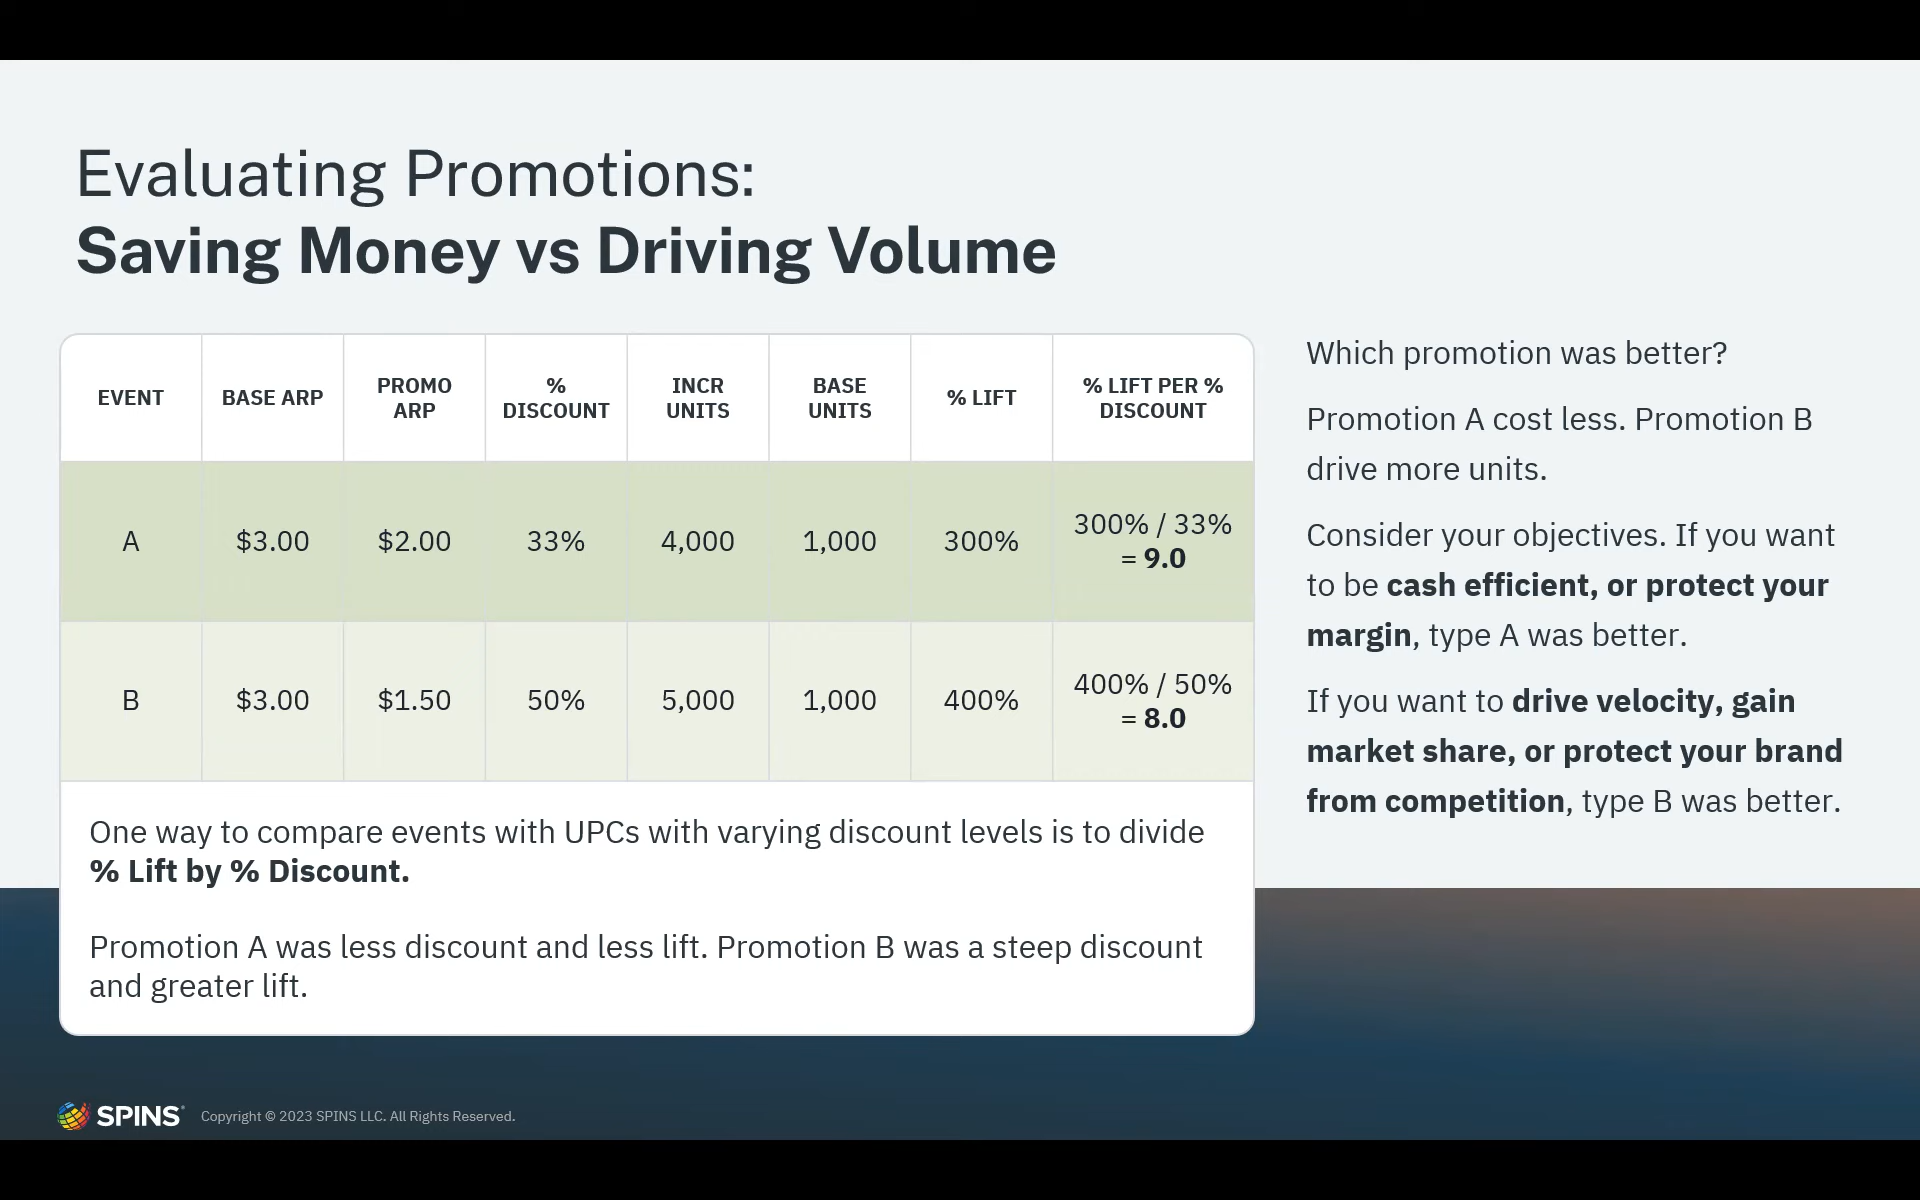 Evaluating Promotions:
Saving Money vs Driving Volume
EVENT BASE ARP PROMO ARP % DISCOUNT INCR UNITS BASE UNITS % LIFT % LIFT PER % DISCOUNT
A $3.00 $2.00 33% 4,000 1,000 300% 300% / 33% = 9.0
B $3.00 $1.50 50% 5,000 1,000 400% 400% / 50% = 8.0
One way to compare events with UPCs with varying discount levels is to divide
% Lift by % Discount.
Promotion A was less discount and less lift. Promotion B was a steep discount
and greater lift.
Which promotion was better?
Promotion A cost less. Promotion B
drive more units.
Consider your objectives. If you want
to be cash efficient, or protect your
margin, type A was better.
If you want to drive velocity, gain
market share, or protect your brand
from competition, type B was better.
SPINS Copyright © 2023 SPINS LLC. All Rights Reserved.